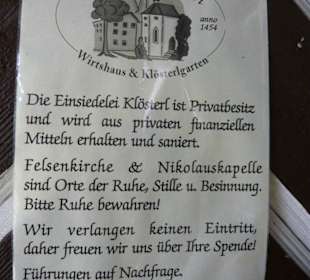 anno
1454
Wirtshaus & Klösterlgarten
Die Einsiedelei Klösterl ist Privatbesitz
und wird aus privaten finanziellen
Mitteln erhalten und saniert.
Felsenkirche & Nikolauskapelle
sind Orte der Ruhe, Stille u. Besinnung.
Bitte Ruhe bewahren!
Wir verlangen keinen Eintritt,
daher freuen wir uns über Ihre Spende!
Führungen auf Nachfrage.